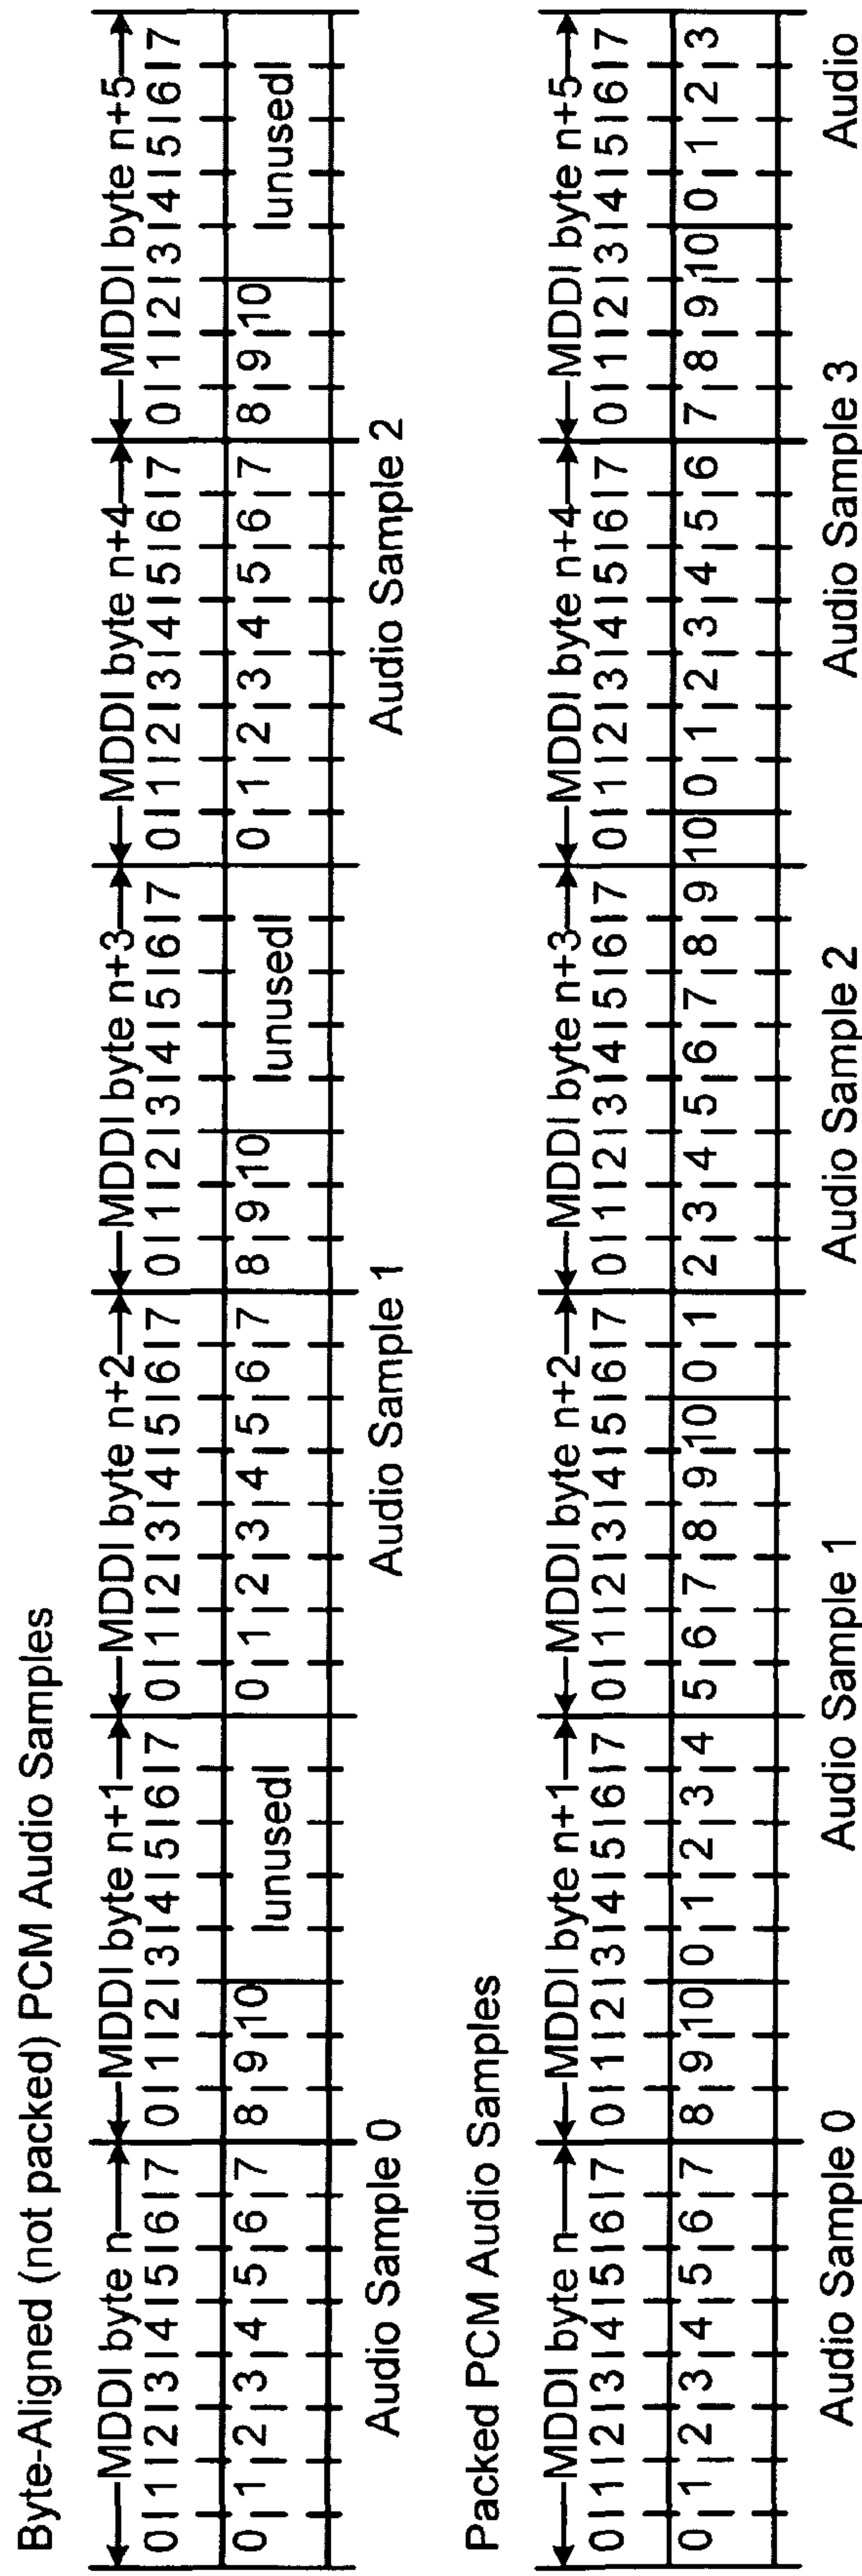 Byte-Aligned (not packed) PCM Audio Samples
MDDI byte n MDDI byte n+1 MDDI byte n+2 MDDI byte n+3 MDDI byte n+4 MDDI byte n+5
0 1 2 3 4 5 6 7 0 1 2 3 4 5 6 7 0 1 2 3 4 5 6 7 0 1 2 3 4 5 6 7 0 1 2 3 4 5 6 7 0 1 2 3 4 5 6 7
0 1 2 3 4 5 6 7 8 9 10 unused 0 1 2 3 4 5 6 7 8 9 10 unused 0 1 2 3 4 5 6 7 8 9 10 unused
Audio Sample 0 Audio Sample 1 Audio Sample 2
Packed PCM Audio Samples
MDDI byte n MDDI byte n+1 MDDI byte n+2 MDDI byte n+3 MDDI byte n+4 MDDI byte n+5
0 1 2 3 4 5 6 7 0 1 2 3 4 5 6 7 0 1 2 3 4 5 6 7 0 1 2 3 4 5 6 7 0 1 2 3 4 5 6 7 0 1 2 3 4 5 6 7
0 1 2 3 4 5 6 7 8 9 10 0 1 2 3 4 5 6 7 8 9 10 0 1 2 3 4 5 6 7 8 9 10 0 1 2 3 4 5 6 7 8 9 10 0 1 2 3
Audio Sample 0 Audio Sample 1 Audio Sample 2 Audio Sample 3 Audio